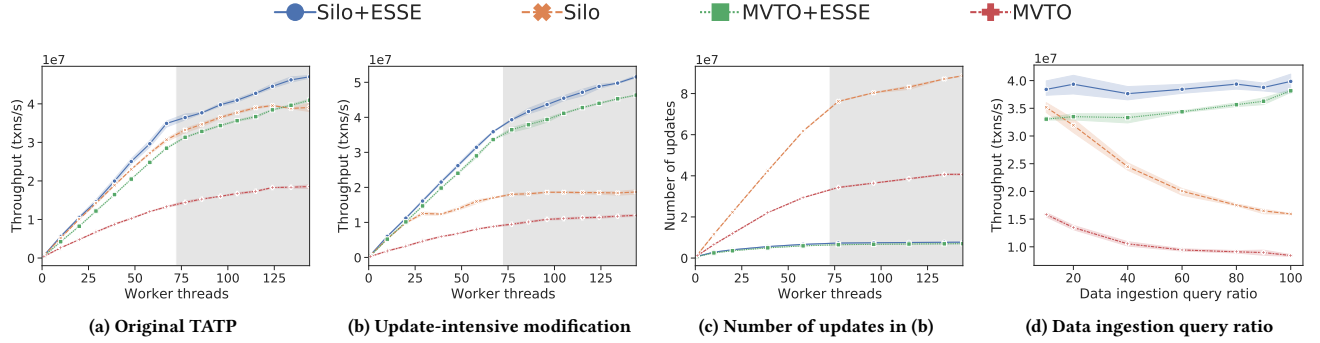 Silo+ESSE Silo MVTO+ESSE MVTO
1e7
Throughput (txns/s)
4
3
2
1
0
0 25 50 75 100 125
Worker threads
(a) Original TATP
1e7
Throughput (txns/s)
5
4
3
2
1
0
0 25 50 75 100 125
Worker threads
(b) Update-intensive modification
1e7
Number of updates
8
6
4
2
0
0 25 50 75 100 125
Worker threads
(c) Number of updates in (b)
1e7
Throughput (txns/s)
4.0
3.5
3.0
2.5
2.0
1.5
1.0
20 40 60 80 100
Data ingestion query ratio
(d) Data ingestion query ratio